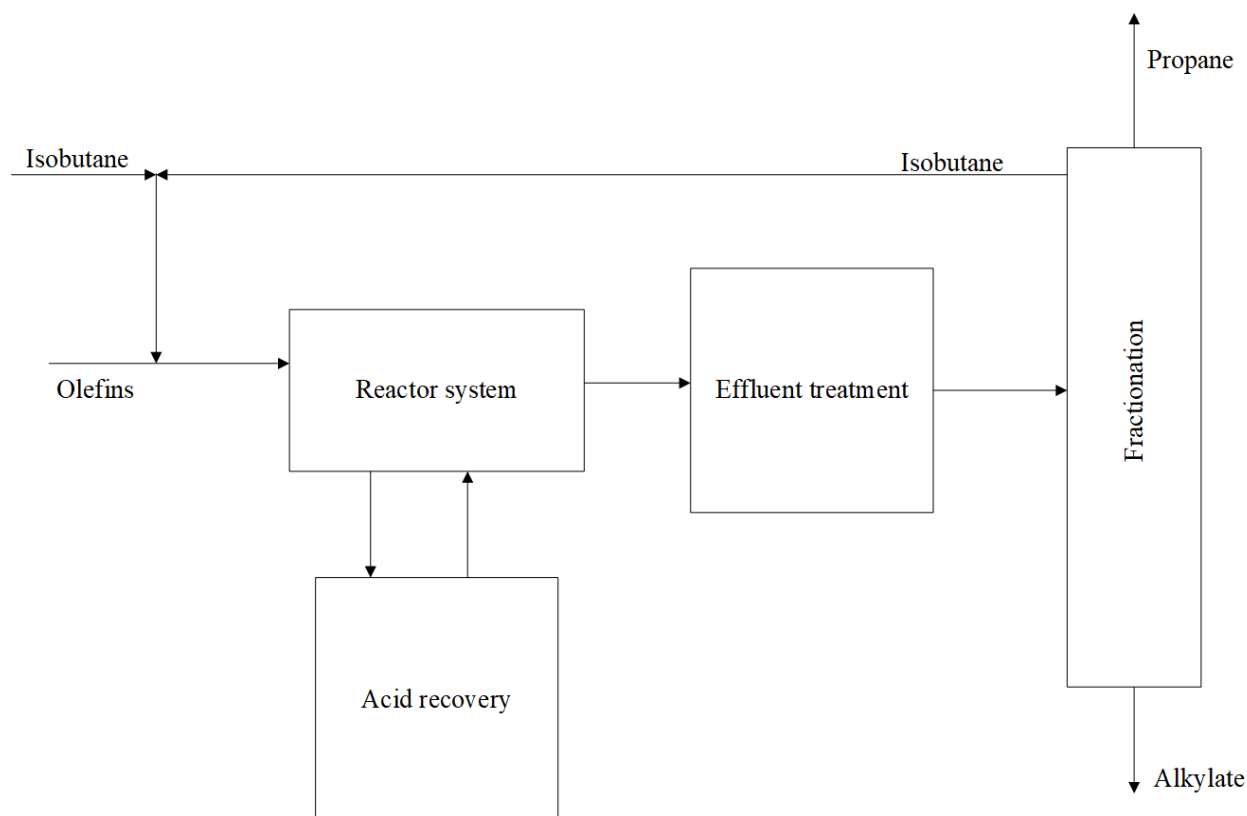 Propane
Isobutane
Isobutane
Olefins
Reactor system
Effluent treatment
Fractionation
Acid recovery
Alkylate